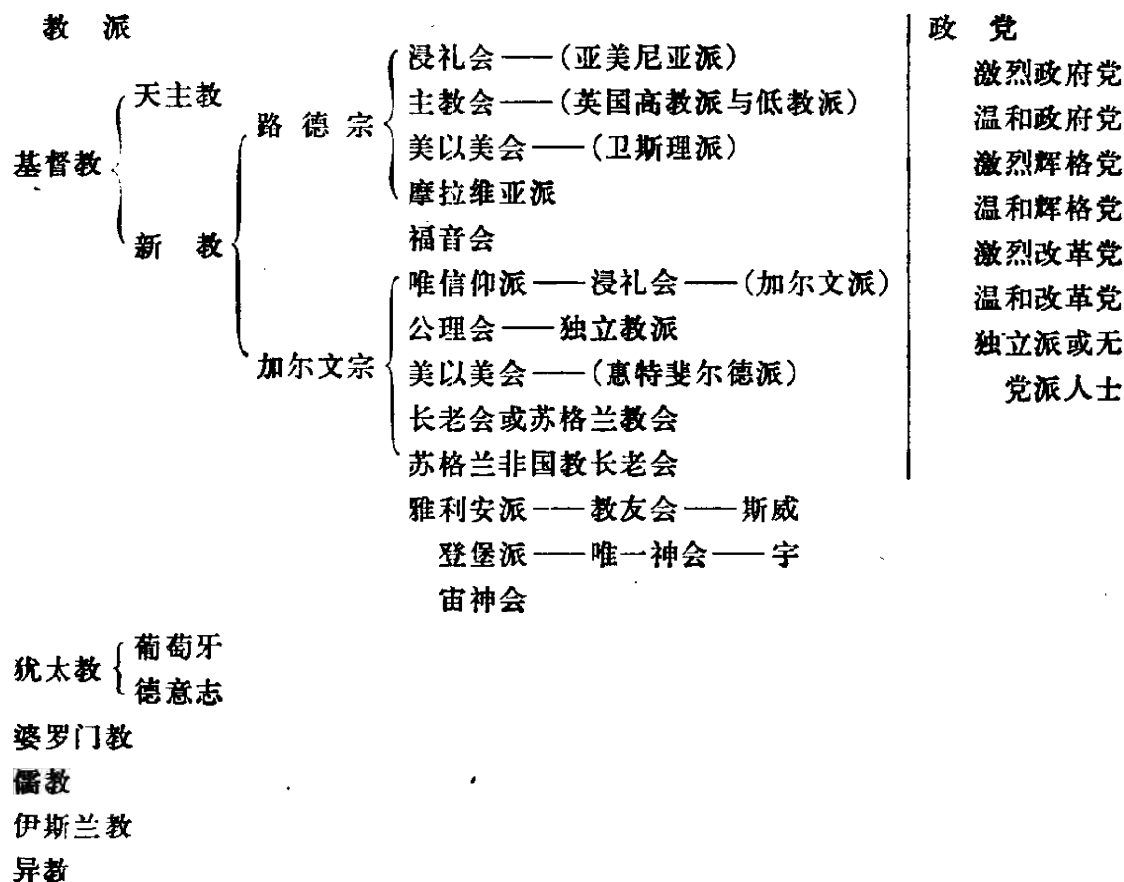 教 派
基督教
天主教
新 教
路 德 宗
浸礼会——(亚美尼亚派)
主教会——(英国高教派与低教派)
美以美会——(卫斯理派)
摩拉维亚派
福音会
加尔文宗
唯信仰派——浸礼会——(加尔文派)
公理会——独立教派
美以美会——(惠特斐尔德派)
长老会或苏格兰教会
苏格兰非国教长老会
雅利安派——教友会——斯威
登堡派——唯一神会——宇
宙神会
犹太教
葡萄牙
德意志
婆罗门教
儒教
伊斯兰教
异教
政 党
激烈政府党
温和政府党
激烈辉格党
温和辉格党
激烈改革党
温和改革党
独立派或无
党派人士